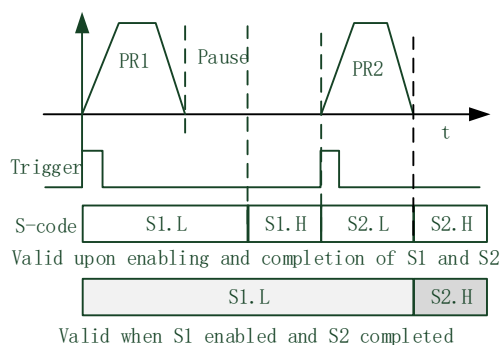 PR1
Pause
PR2
t
Trigger
S-code S1.L S1.H S2.L S2.H
Valid upon enabling and completion of S1 and S2
S1.L S2.H
Valid when S1 enabled and S2 completed